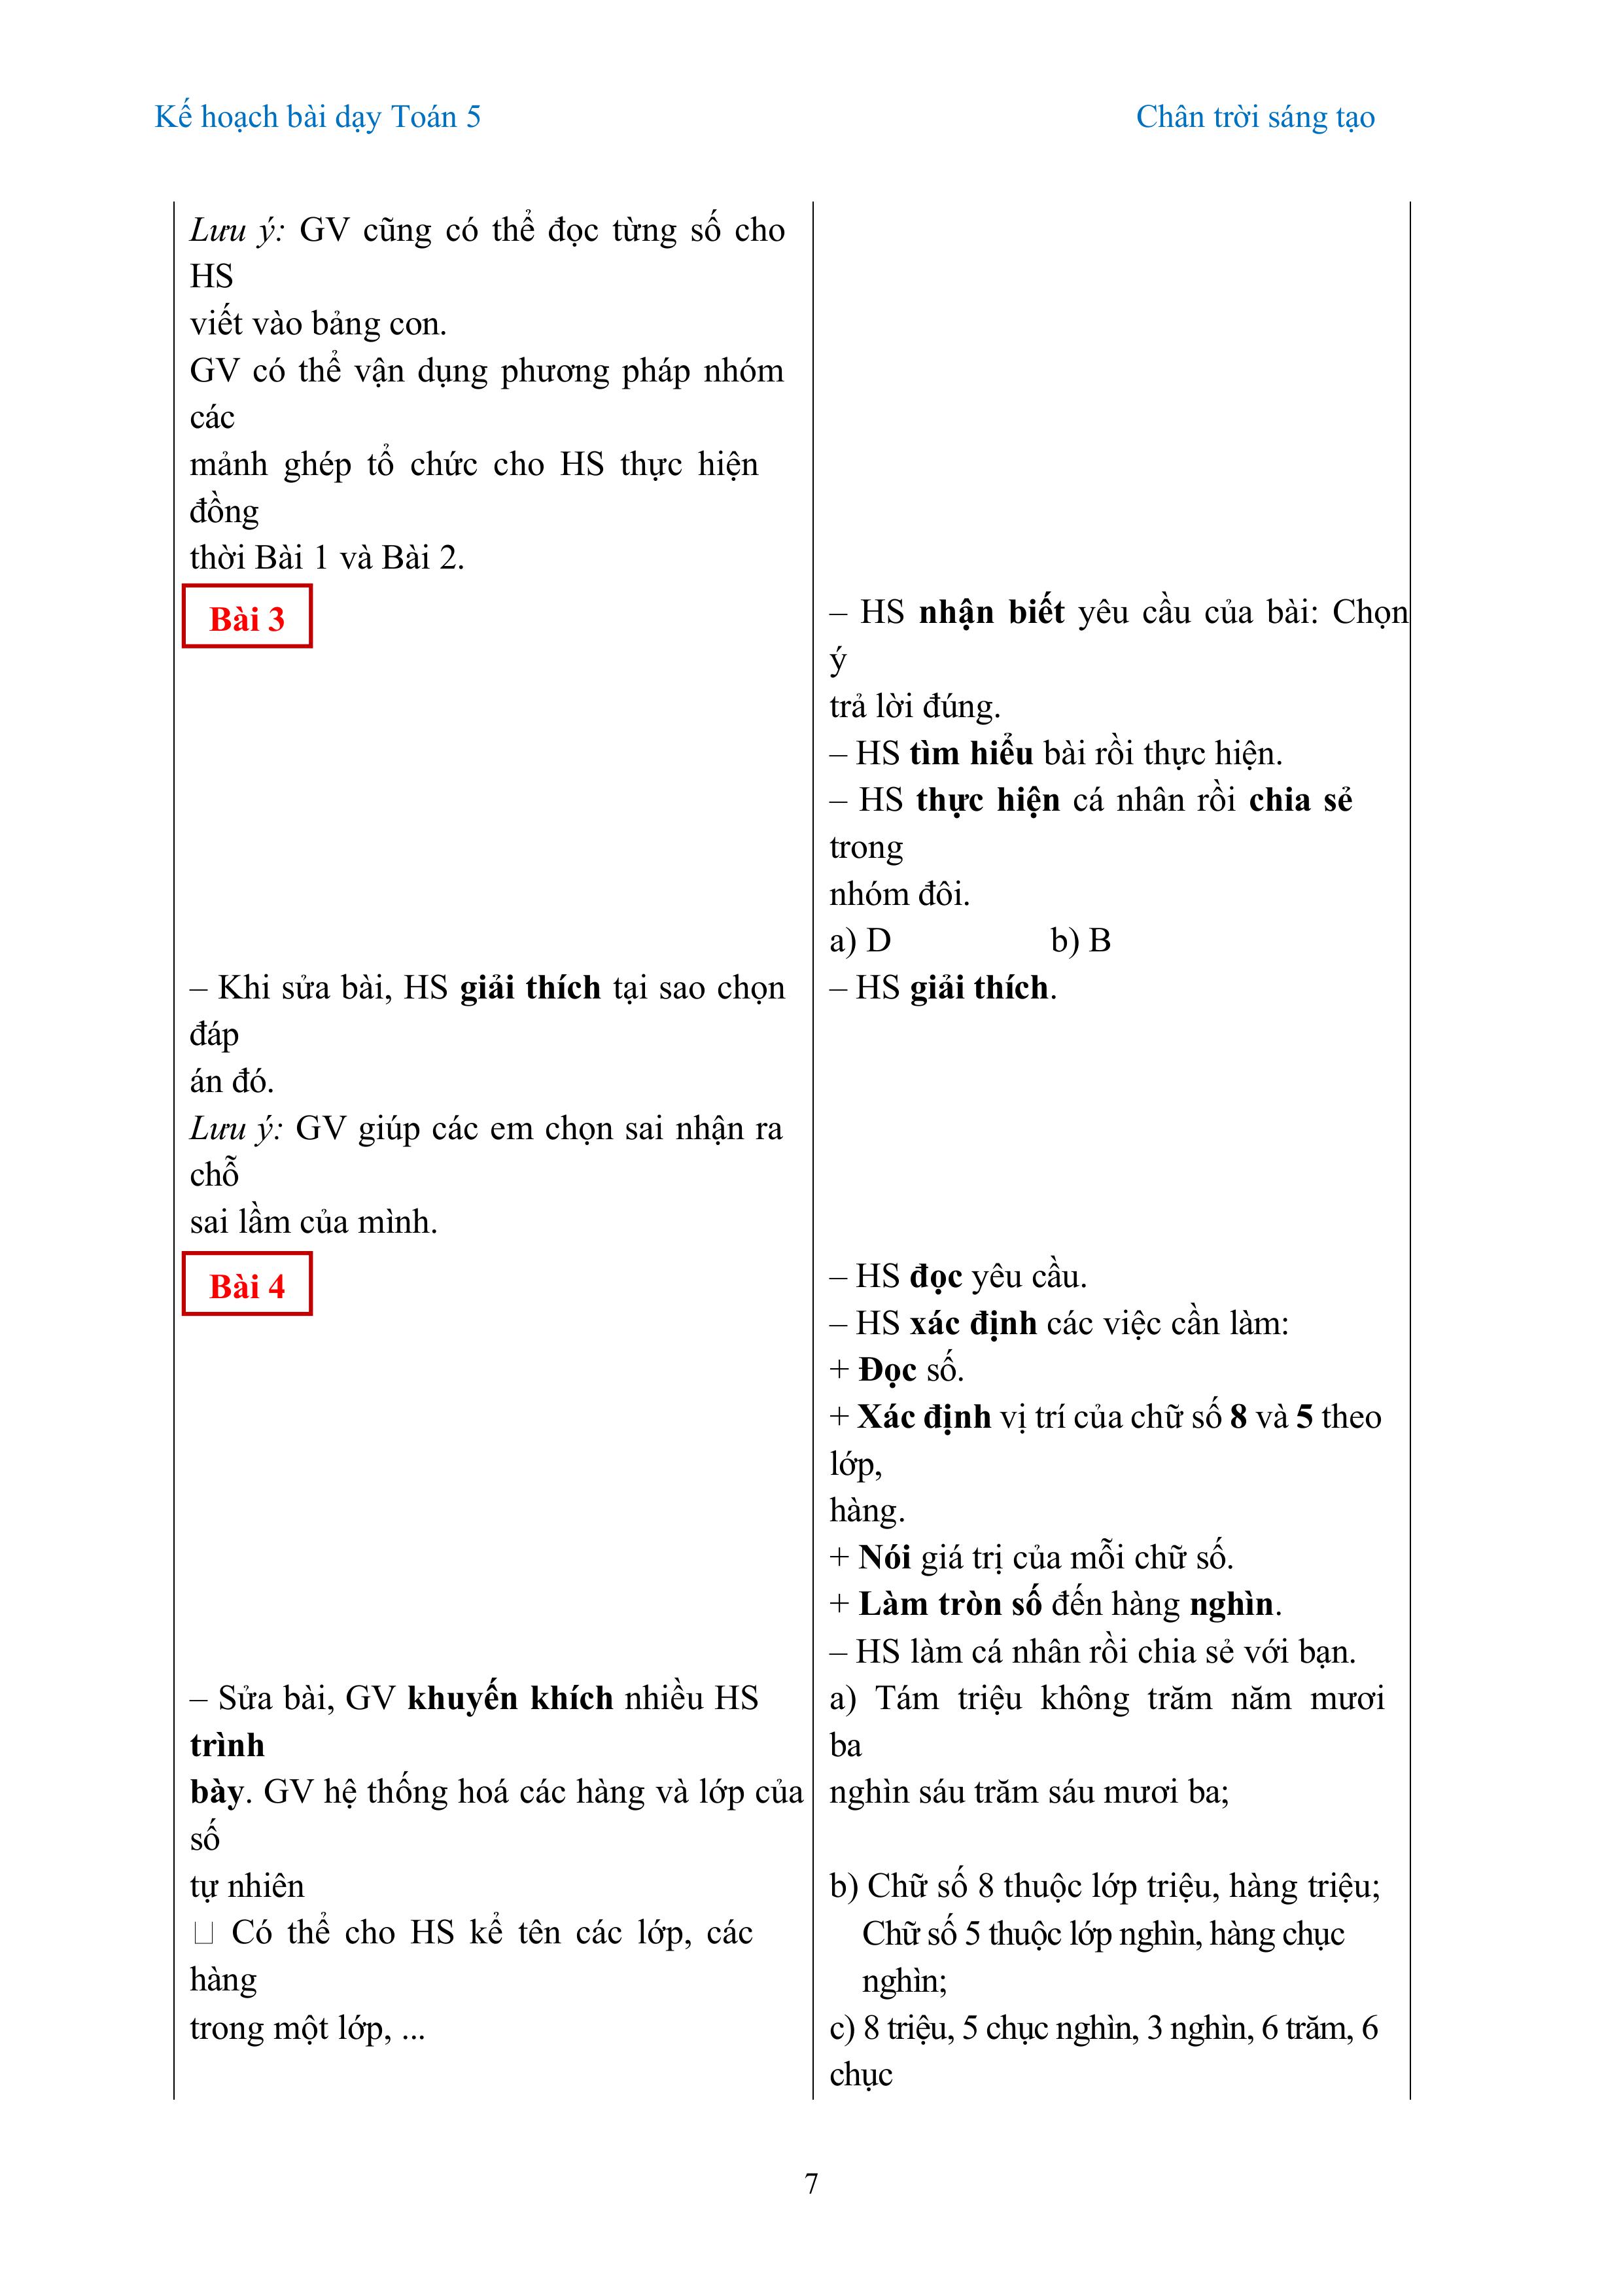 Kế hoạch bài dạy Toán 5
Chân trời sáng tạo
Lưu ý: GV cũng có thể đọc từng số cho
HS
viết vào bảng con.
GV có thể vận dụng phương pháp nhóm
các
mảnh ghép tổ chức cho HS thực hiện
đồng
thời Bài 1 và Bài 2.
Bài 3
– HS nhận biết yêu cầu của bài: Chọn
ý
trả lời đúng.
– HS tìm hiểu bài rồi thực hiện.
– HS thực hiện cá nhân rồi chia sẻ
trong
nhóm đôi.
a) D b) B
– Khi sửa bài, HS giải thích tại sao chọn
đáp
án đó.
Lưu ý: GV giúp các em chọn sai nhận ra
chỗ
sai lầm của mình.
– HS giải thích.
Bài 4
– HS đọc yêu cầu.
– HS xác định các việc cần làm:
+ Đọc số.
+ Xác định vị trí của chữ số 8 và 5 theo
lớp,
hàng.
+ Nói giá trị của mỗi chữ số.
+ Làm tròn số đến hàng nghìn.
– HS làm cá nhân rồi chia sẻ với bạn.
– Sửa bài, GV khuyến khích nhiều HS
trình
bày. GV hệ thống hoá các hàng và lớp của
số
tự nhiên
□ Có thể cho HS kể tên các lớp, các
hàng
trong một lớp, ...
a) Tám triệu không trăm năm mươi
ba
nghìn sáu trăm sáu mươi ba;
b) Chữ số 8 thuộc lớp triệu, hàng triệu;
Chữ số 5 thuộc lớp nghìn, hàng chục
nghìn;
c) 8 triệu, 5 chục nghìn, 3 nghìn, 6 trăm, 6
chục
7